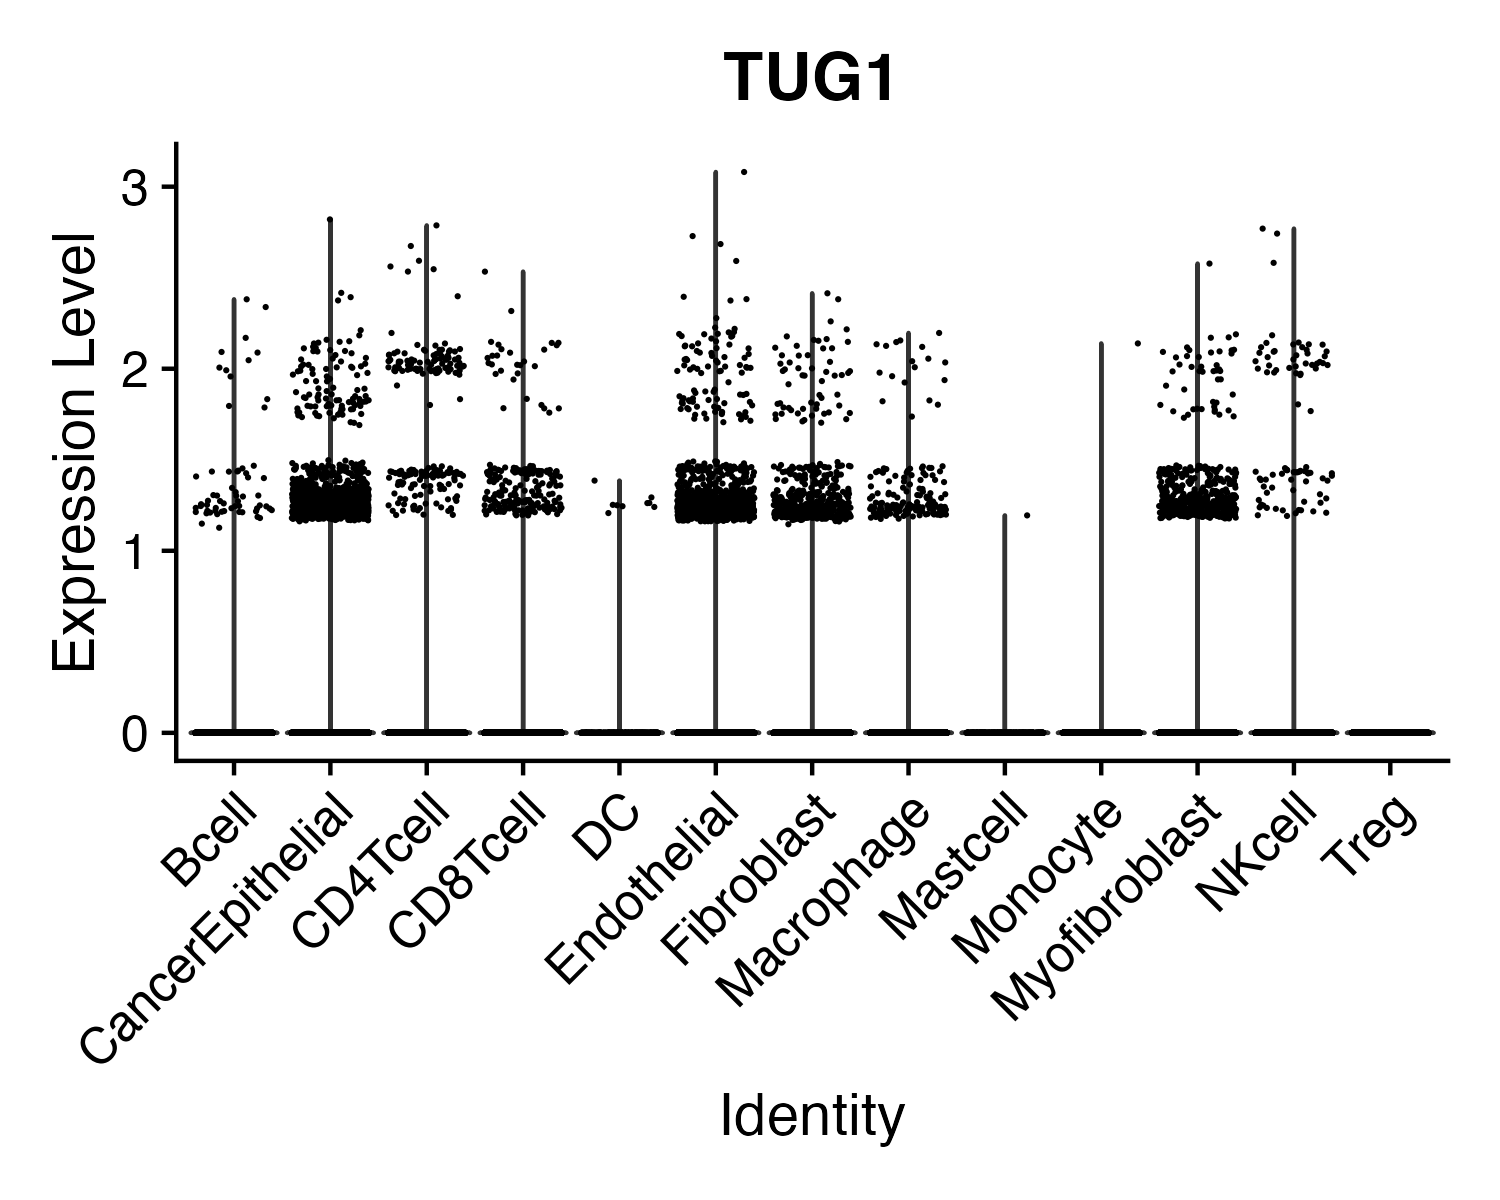 TUG1
Expression Level
3
2
1
0
Bcell
CancerEpithelial
CD4Tcell
CD8Tcell
DC
Endothelial
Fibroblast
Macrophage
Mastcell
Monocyte
Myofibroblast
NKcell
Treg
Identity